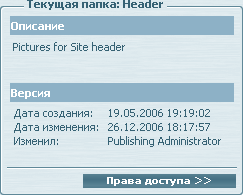 Текущая папка: Header
Описание
Pictures for Site header
Версия
Дата создания: 19.05.2006 19:19:02
Дата изменения: 26.12.2006 18:17:57
Изменил: Publishing Administrator
Права доступа >>